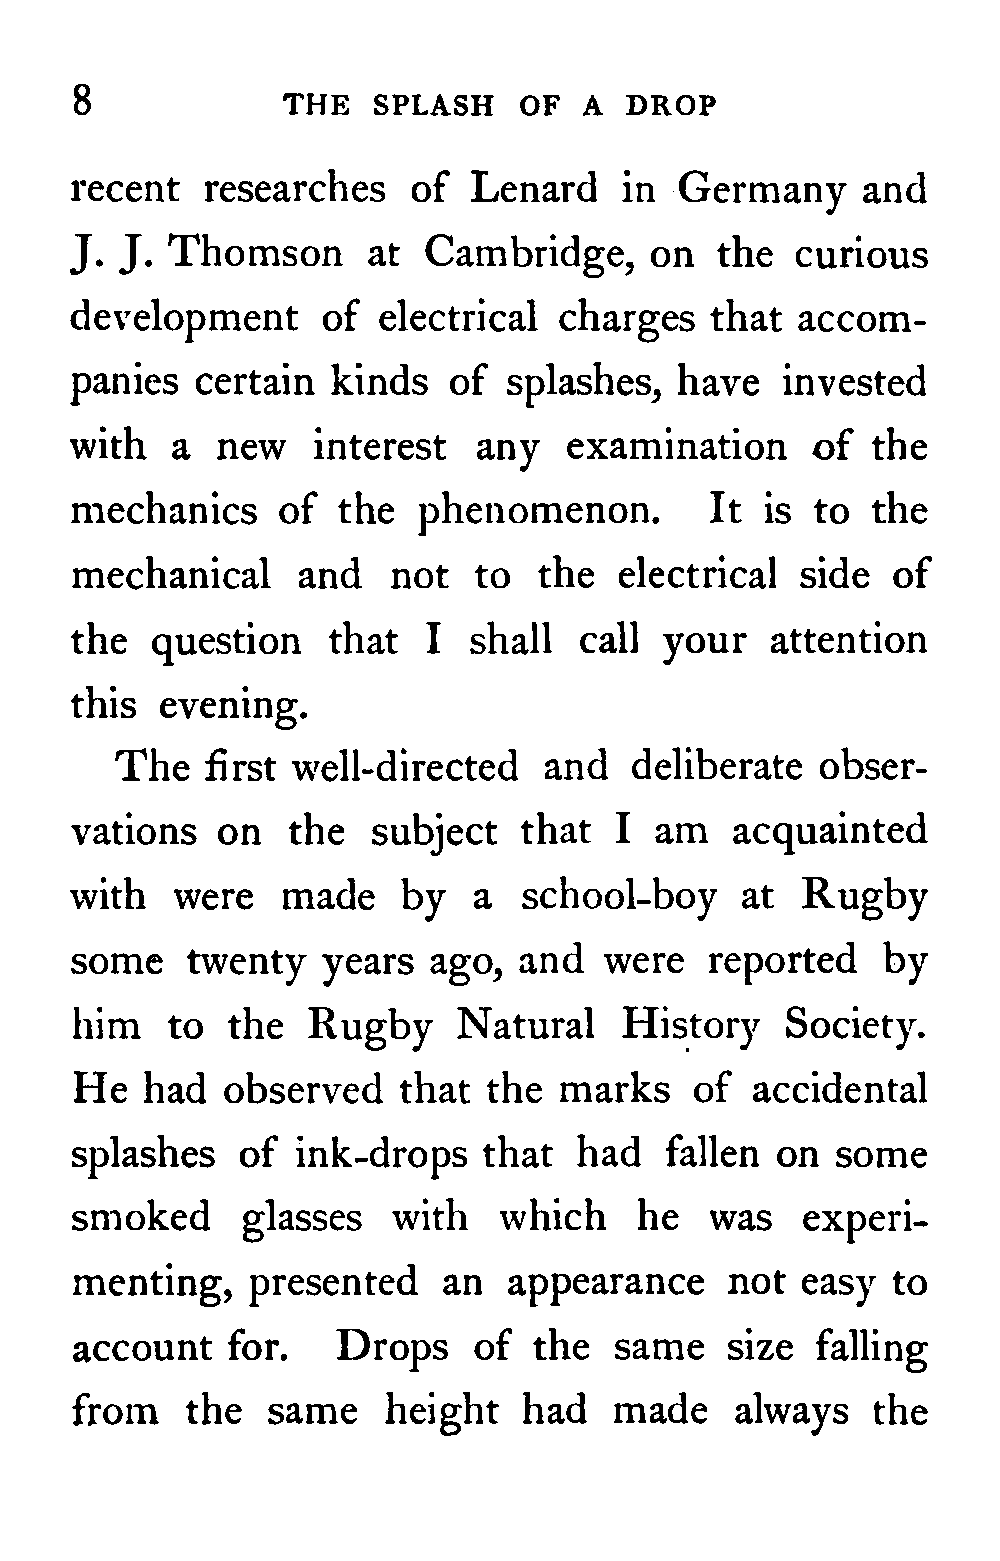 8 THE SPLASH OF A DROP
recent researches of Lenard in Germany and
J. J. Thomson at Cambridge, on the curious
development of electrical charges that accom-
panies certain kinds of splashes, have invested
with a new interest any examination of the
mechanics of the phenomenon. It is to the
mechanical and not to the electrical side of
the question that I shall call your attention
this evening.
The first well-directed and deliberate obser-
vations on the subject that I am acquainted
with were made by a school-boy at Rugby
some twenty years ago, and were reported by
him to the Rugby Natural History Society.
He had observed that the marks of accidental
splashes of ink-drops that had fallen on some
smoked glasses with which he was experi-
menting, presented an appearance not easy to
account for. Drops of the same size falling
from the same height had made always the